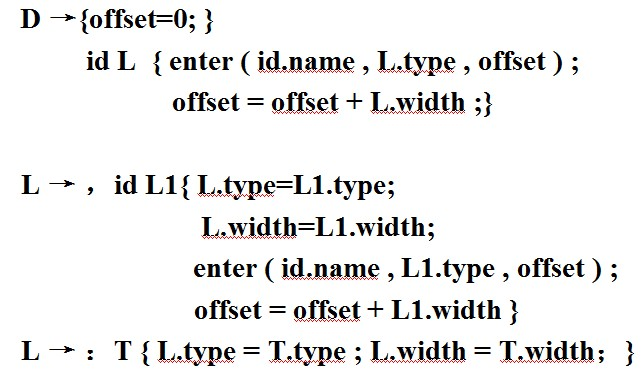 D →{offset=0; }
id L { enter ( id.name , L.type , offset ) ;
offset = offset + L.width ;}
L → ，id L1{ L.type=L1.type;
L.width=L1.width;
enter ( id.name , L1.type , offset ) ;
offset = offset + L1.width }
L → ：T { L.type = T.type ; L.width = T.width；}